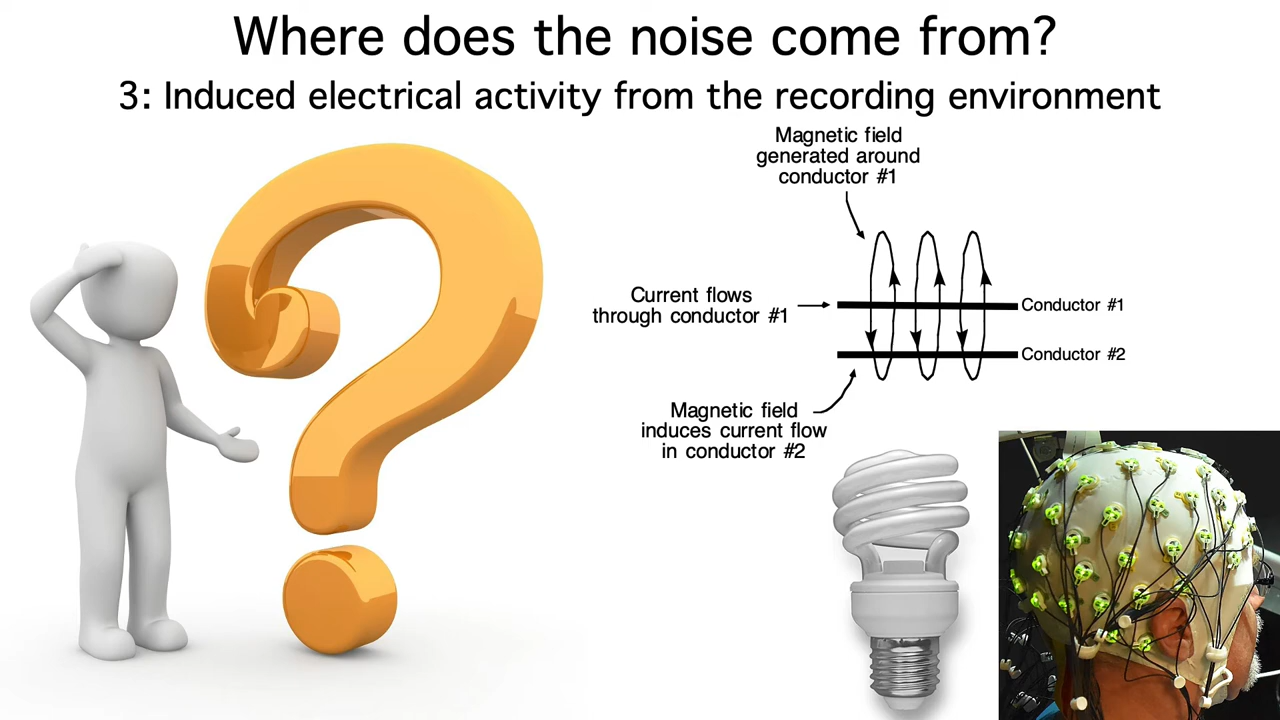 Where does the noise come from?
3: Induced electrical activity from the recording environment
Magnetic field
generated around
conductor #1
Current flows
through conductor #1
Conductor #1
Conductor #2
Magnetic field
induces current flow
in conductor #2